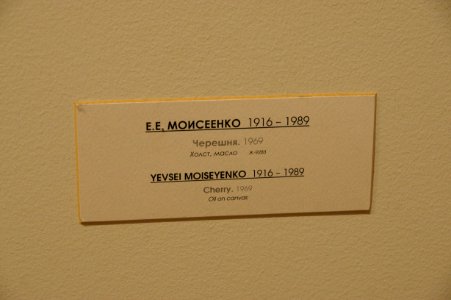 Е.Е. МОИСЕЕНКО 1916 – 1989
Черешня. 1969
Холст, масло
YEVSEI MOISEYENKO 1916 – 1989
Cherry. 1969
Oil on canvas